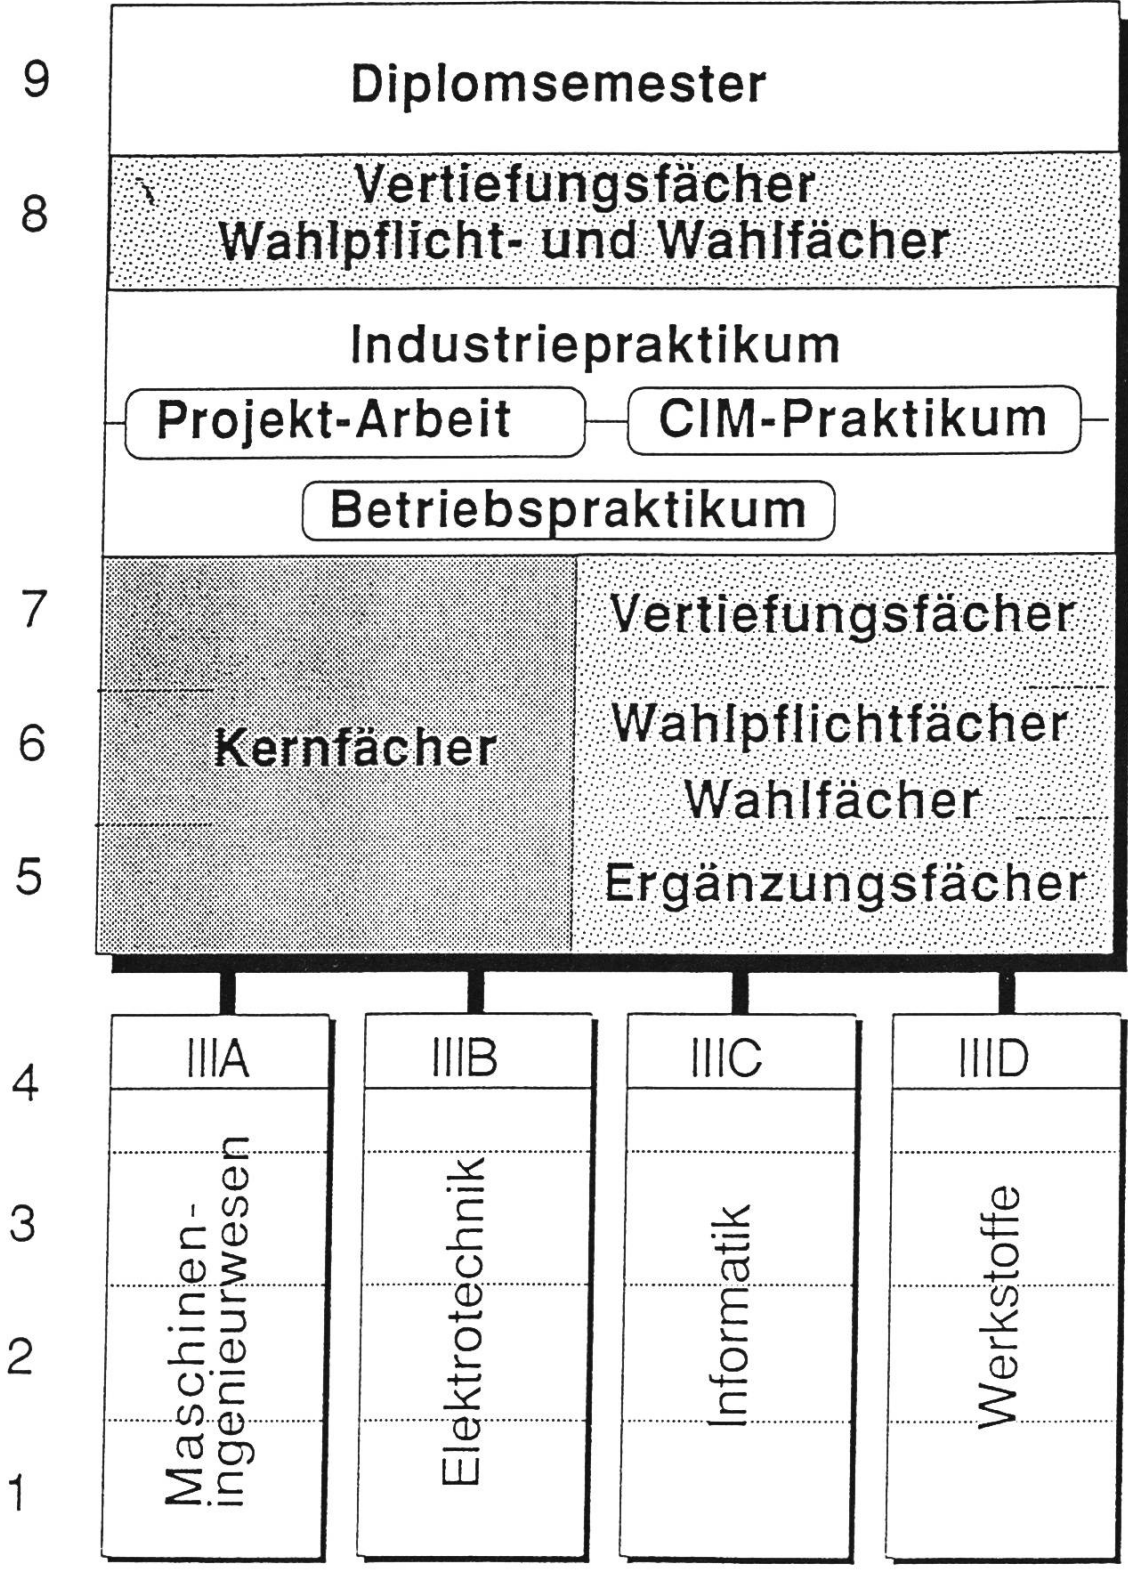 9
Diplomsemester
8
Vertiefungsfächer
Wahlpflicht- und Wahlfächer
Industriepraktikum
Projekt-Arbeit
CIM-Praktikum
Betriebspraktikum
7
Vertiefungsfächer
6
Kernfächer
Wahlpflichtfächer
Wahlfächer
5
Ergänzungsfächer
4
IIIA
IIIB
IIIC
IIID
3
2
1
Maschinen-
ingenieurwesen
Elektrotechnik
Informatik
Werkstoffe